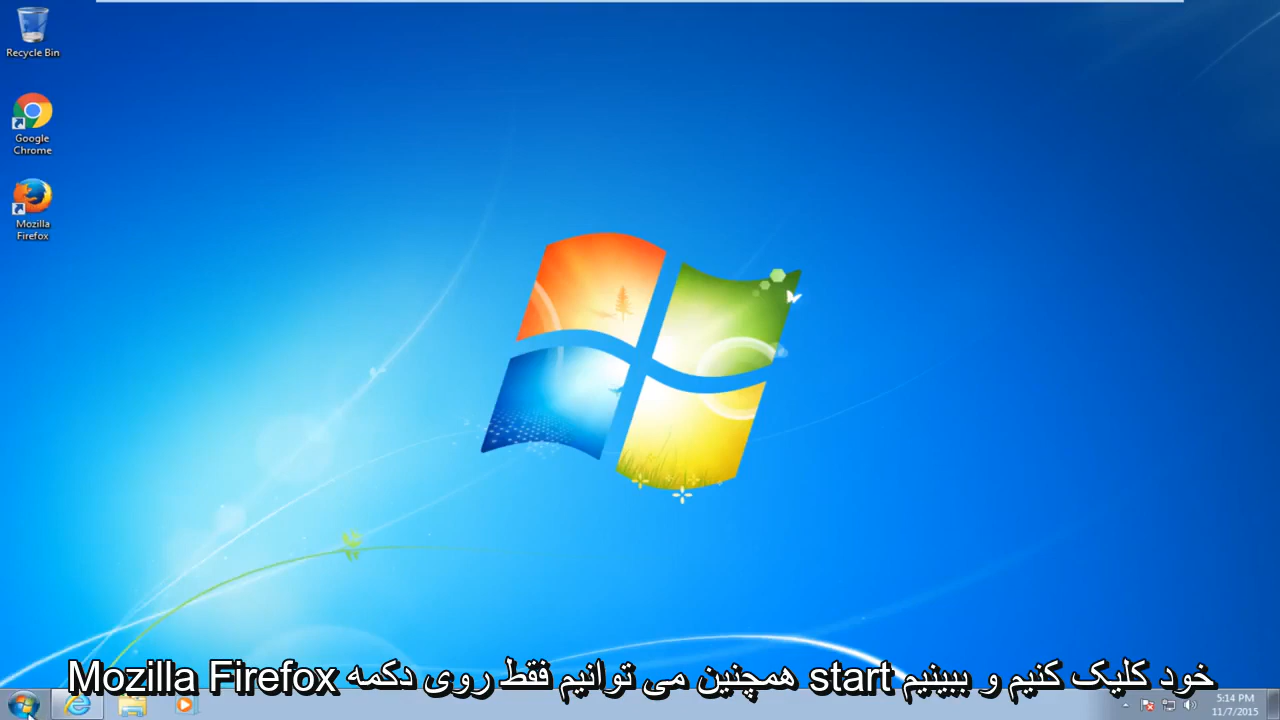 Recycle Bin
Google
Chrome
Mozilla
Firefox
Mozilla Firefox همچنین می توانیم فقط روی دکمه start خود کلیک کنیم و ببینیم
5:14 PM
11/7/2015